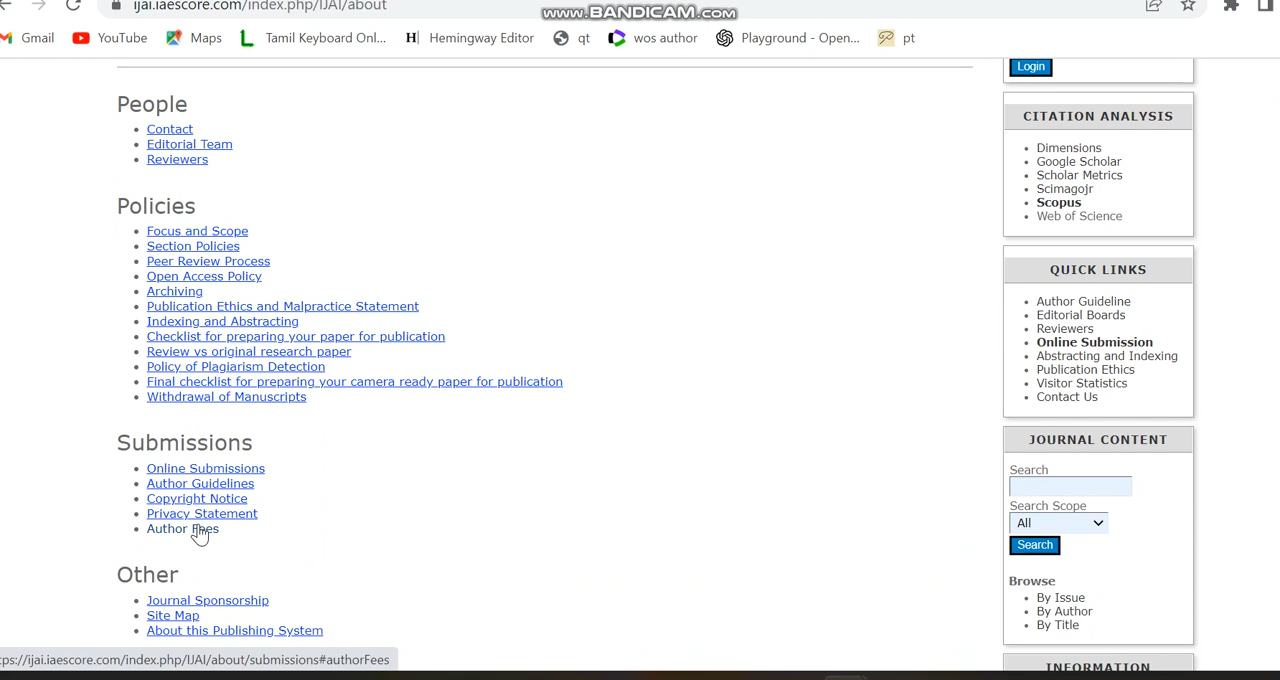 ijai.iaescore.com/index.php/IJAI/about
www.BANDICAM.com
Gmail YouTube Maps Tamil Keyboard Onl... Hemingway Editor qt wos author Playground - Open... pt
Login
People
Contact
Editorial Team
Reviewers
Policies
Focus and Scope
Section Policies
Peer Review Process
Open Access Policy
Archiving
Publication Ethics and Malpractice Statement
Indexing and Abstracting
Checklist for preparing your paper for publication
Review vs original research paper
Policy of Plagiarism Detection
Final checklist for preparing your camera ready paper for publication
Withdrawal of Manuscripts
Submissions
Online Submissions
Author Guidelines
Copyright Notice
Privacy Statement
Author Fees
Other
Journal Sponsorship
Site Map
About this Publishing System
CITATION ANALYSIS
Dimensions
Google Scholar
Scholar Metrics
Scimagojr
Scopus
Web of Science
QUICK LINKS
Author Guideline
Editorial Boards
Reviewers
Online Submission
Abstracting and Indexing
Publication Ethics
Visitor Statistics
Contact Us
JOURNAL CONTENT
Search
Search Scope
All
Search
Browse
By Issue
By Author
By Title
INFORMATION
ps://ijai.iaescore.com/index.php/IJAI/about/submissions#authorFees